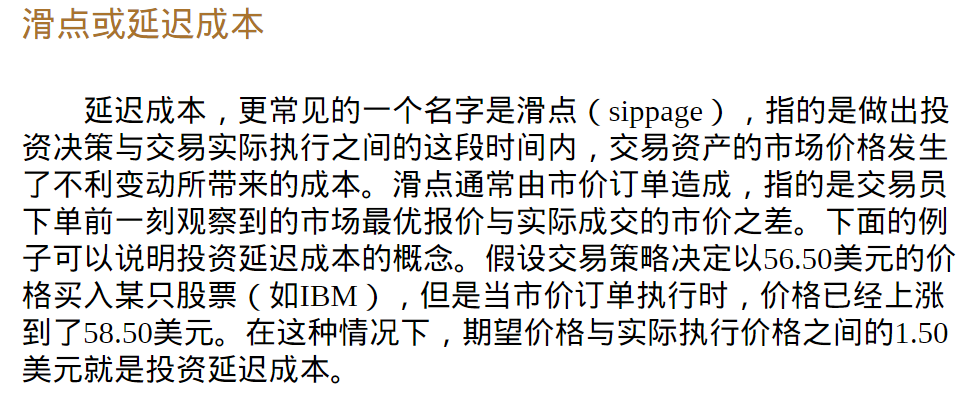 滑点或延迟成本
延迟成本，更常见的一个名字是滑点（sippage），指的是做出投
资决策与交易实际执行之间的这段时间内，交易资产的市场价格发生
了不利变动所带来的成本。滑点通常由市价订单造成，指的是交易员
下单前一刻观察到的市场最优报价与实际成交的市价之差。下面的例
子可以说明投资延迟成本的概念。假设交易策略决定以56.50美元的价
格买入某只股票（如IBM），但是当市价订单执行时，价格已经上涨
到了58.50美元。在这种情况下，期望价格与实际执行价格之间的1.50
美元就是投资延迟成本。